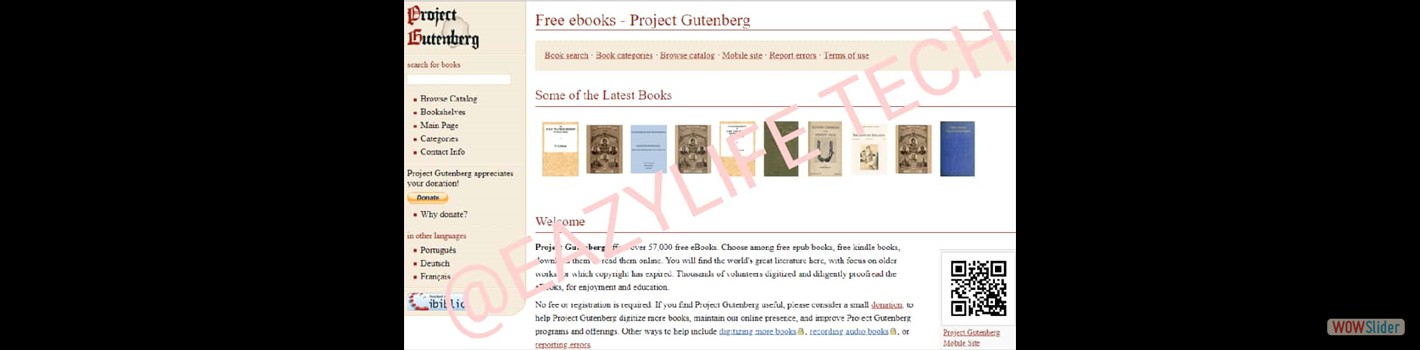 Project
Gutenberg
search for books
Browse Catalog
Bookshelves
Main Page
Categories
Contact Info
Project Gutenberg appreciates
your donation!
Donate
Why donate?
in other languages
Português
Deutsch
Français
ibiblio
Free ebooks - Project Gutenberg
Book search · Book categories · Browse catalog · Mobile site · Report errors · Terms of use
Some of the Latest Books
Welcome
Project Gutenberg over 57,000 free eBooks. Choose among free epub books, free kindle books,
download them read them online. You will find the world's great literature here, with focus on older
works for which copyright has expired. Thousands of volunteers digitized and diligently proofread the
eBooks, for enjoyment and education.
No fee or registration is required. If you find Project Gutenberg useful, please consider a small donation, to
help Project Gutenberg digitize more books, maintain our online presence, and improve Project Gutenberg
programs and offerings. Other ways to help include digitizing more books, recording audio books, or
reporting errors.
Project Gutenberg
Mobile Site
@EAZYLIFE TECH
WOWSlider